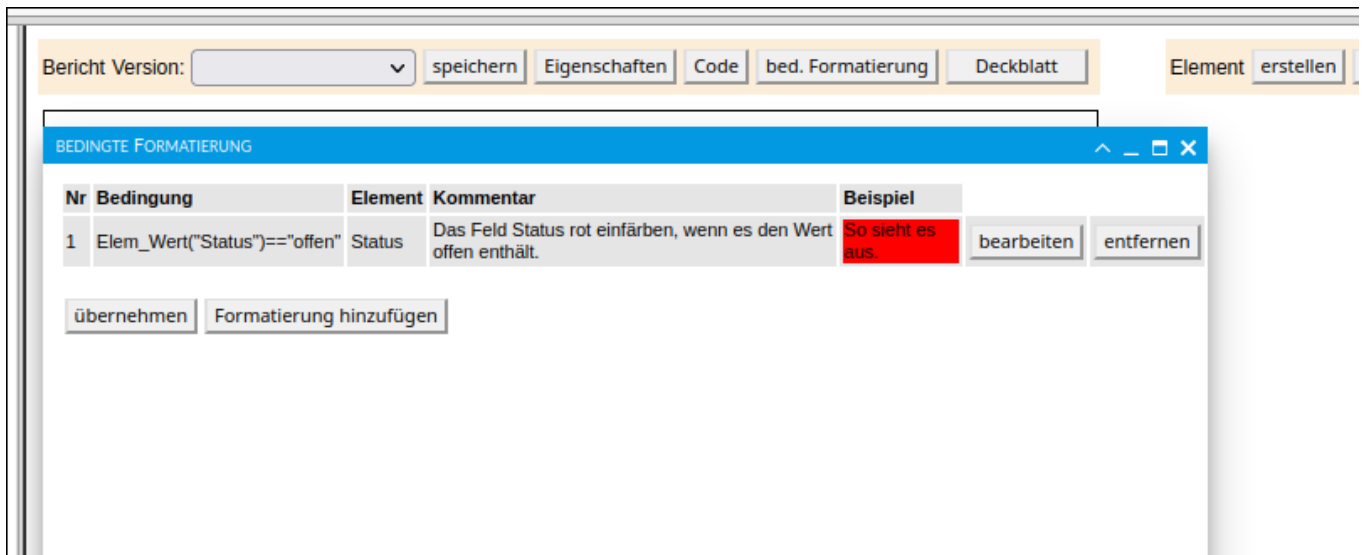 Bericht Version: speichern Eigenschaften Code bed. Formatierung Deckblatt Element erstellen
BEDINGTE FORMATIERUNG
Nr Bedingung Element Kommentar Beispiel
1 Elem_Wert("Status")=="offen" Status Das Feld Status rot einfärben, wenn es den Wert So sieht es bearbeiten entfernen
offen enthält. aus.
übernehmen Formatierung hinzufügen